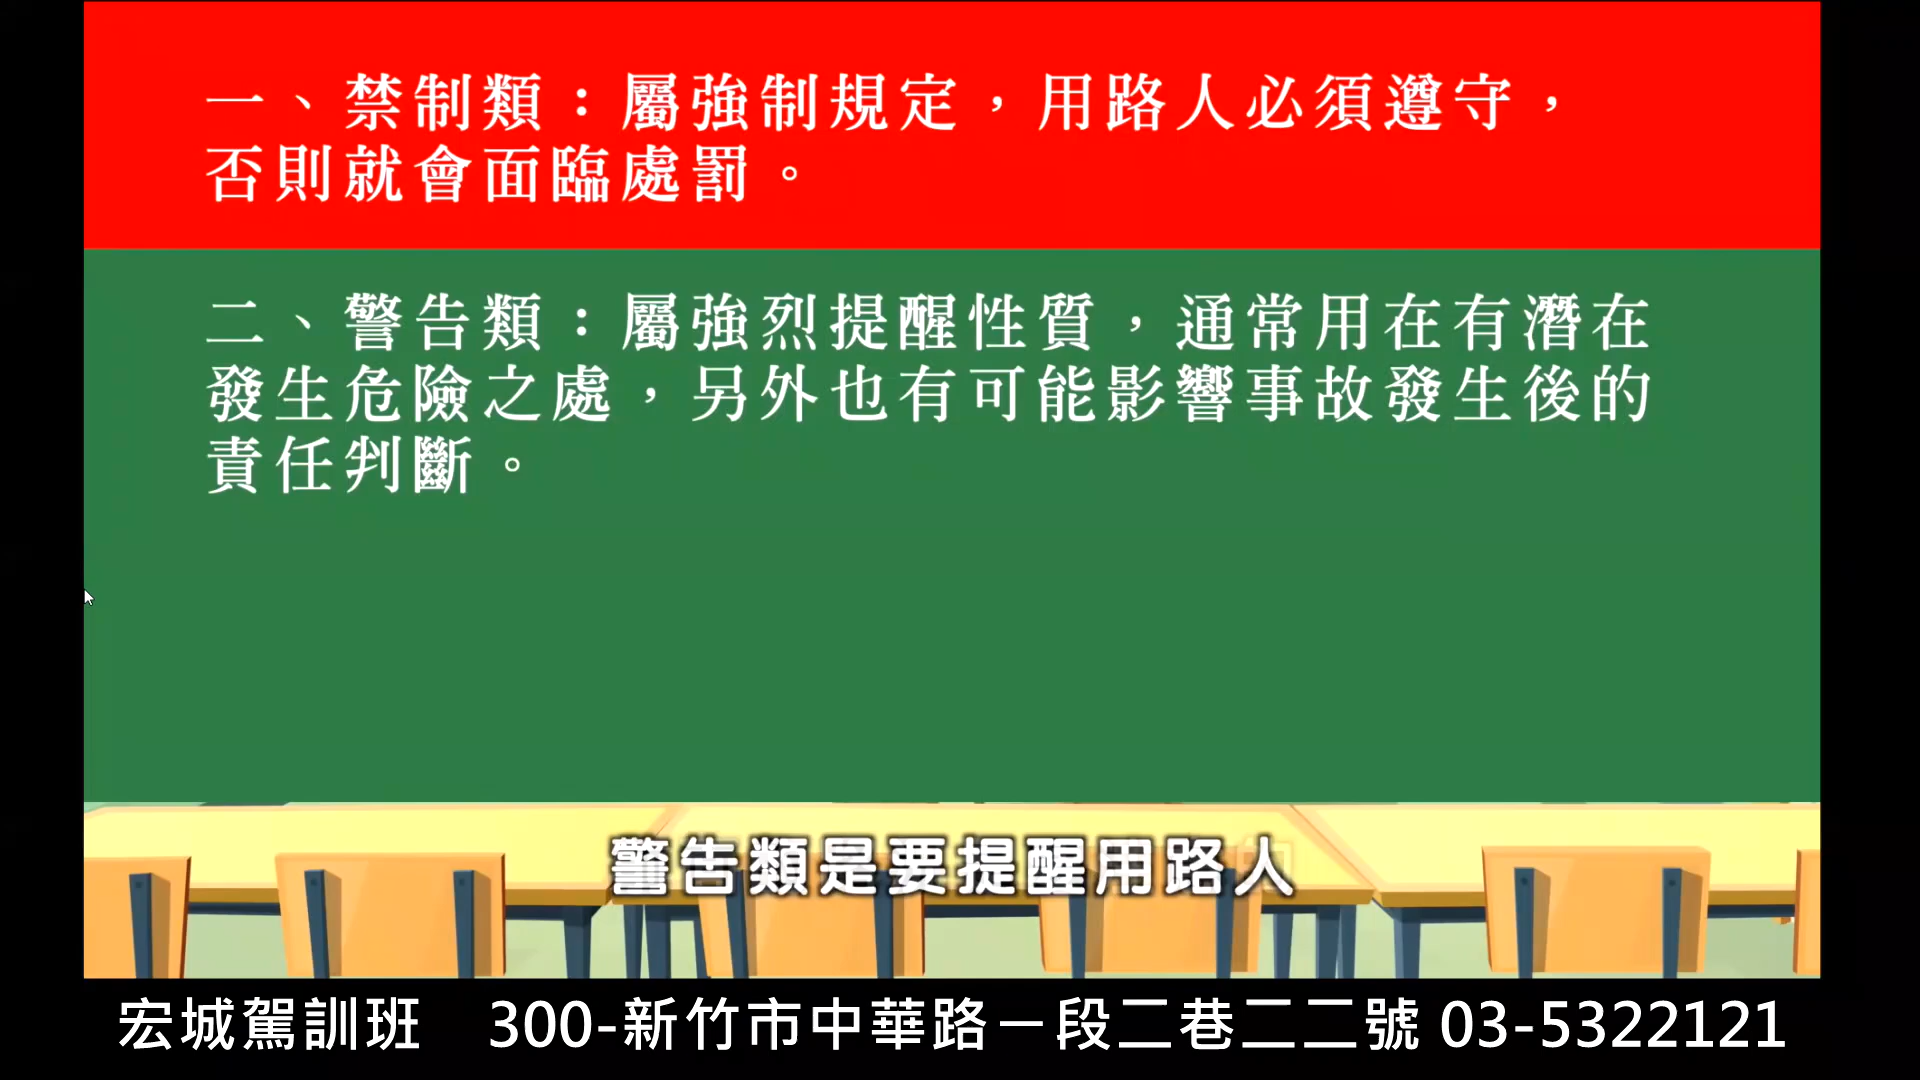 一、禁制類：屬強制規定，用路人必須遵守，
否則就會面臨處罰。
二、警告類：屬強烈提醒性質，通常用在有潛在
發生危險之處，另外也有可能影響事故發生後的
責任判斷。
警告類是要提醒用路人
宏城駕訓班　300-新竹市中華路一段二巷二二號 03-5322121